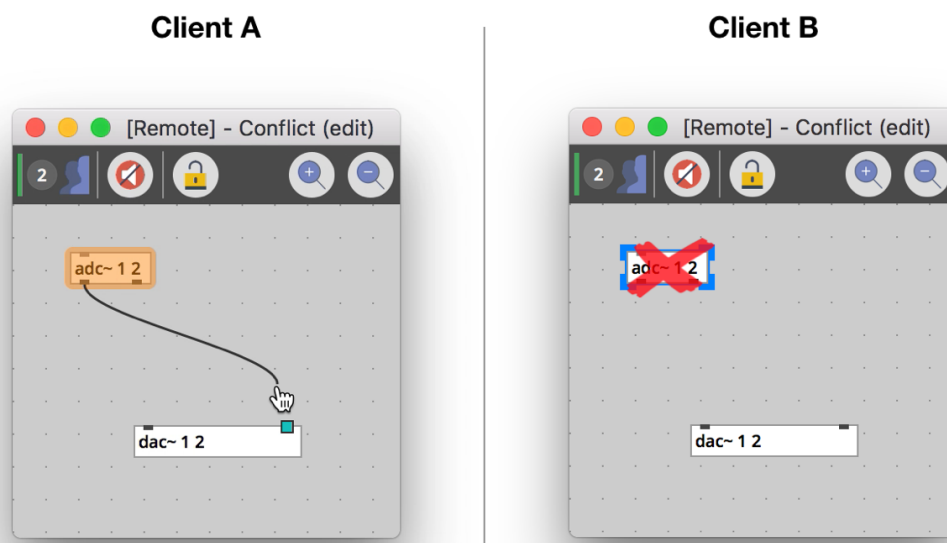 Client A
[Remote] - Conflict (edit)
2
adc~ 1 2
dac~ 1 2
Client B
[Remote] - Conflict (edit)
2
adc~ 1 2
dac~ 1 2